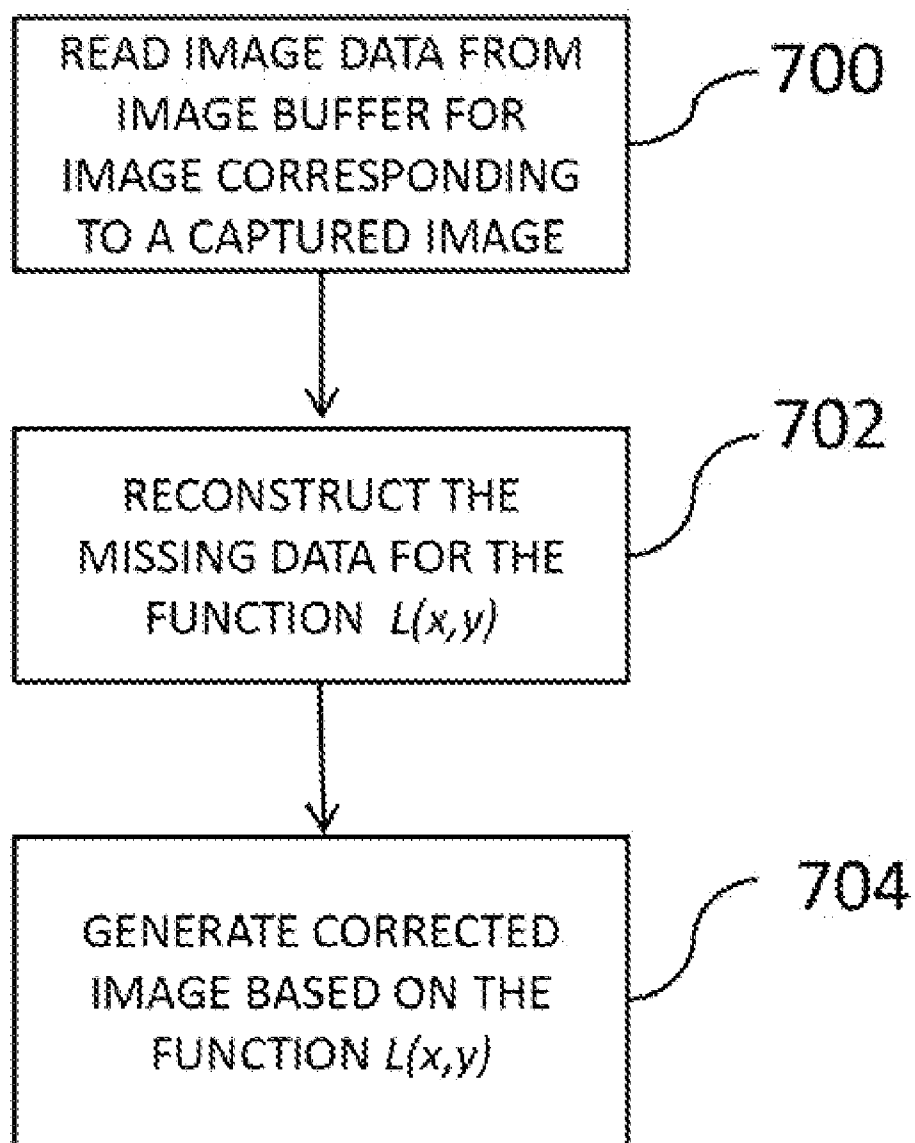 READ IMAGE DATA FROM
IMAGE BUFFER FOR
IMAGE CORRESPONDING
TO A CAPTURED IMAGE
700
RECONSTRUCT THE
MISSING DATA FOR THE
FUNCTION L(x,y)
702
GENERATE CORRECTED
IMAGE BASED ON THE
FUNCTION L(x,y)
704